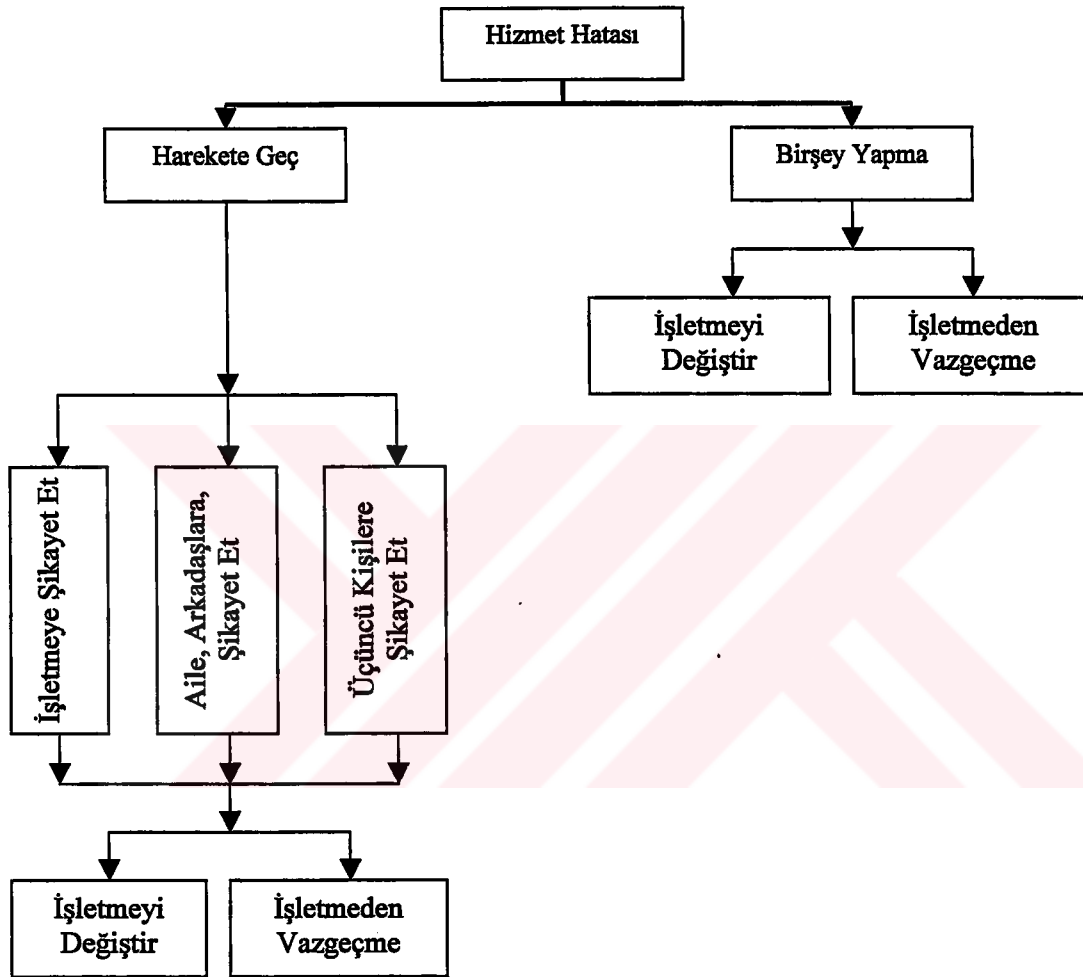 Hizmet Hatası
Harekete Geç
Birşey Yapma
İşletmeyi
Değiştir
İşletmeden
Vazgeçme
İşletmeye Şikayet Et
Aile, Arkadaşlara,
Şikayet Et
Üçüncü Kişilere
Şikayet Et
İşletmeyi
Değiştir
İşletmeden
Vazgeçme